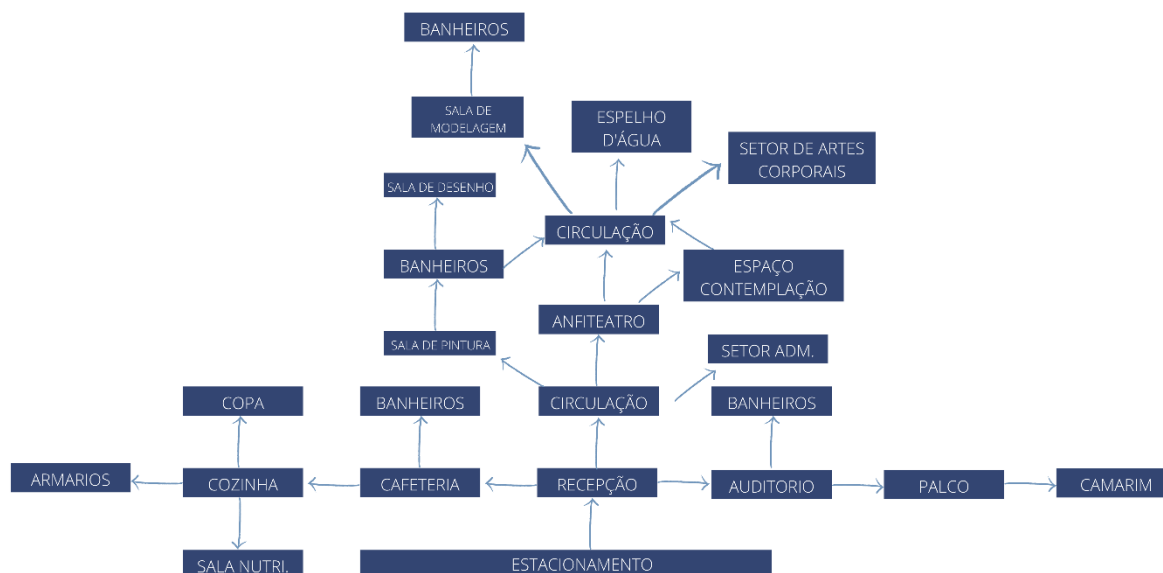 BANHEIROS
SALA DE
MODELAGEM
ESPELHO
D'ÁGUA
SETOR DE ARTES
CORPORAIS
SALA DE DESENHO
CIRCULAÇÃO
BANHEIROS
ESPAÇO
CONTEMPLAÇÃO
ANFITEATRO
SALA DE PINTURA
SETOR ADM.
COPA
BANHEIROS
CIRCULAÇÃO
BANHEIROS
ARMARIOS
COZINHA
CAFETERIA
RECEPÇÃO
AUDITORIO
PALCO
CAMARIM
SALA NUTRI.
ESTACIONAMENTO